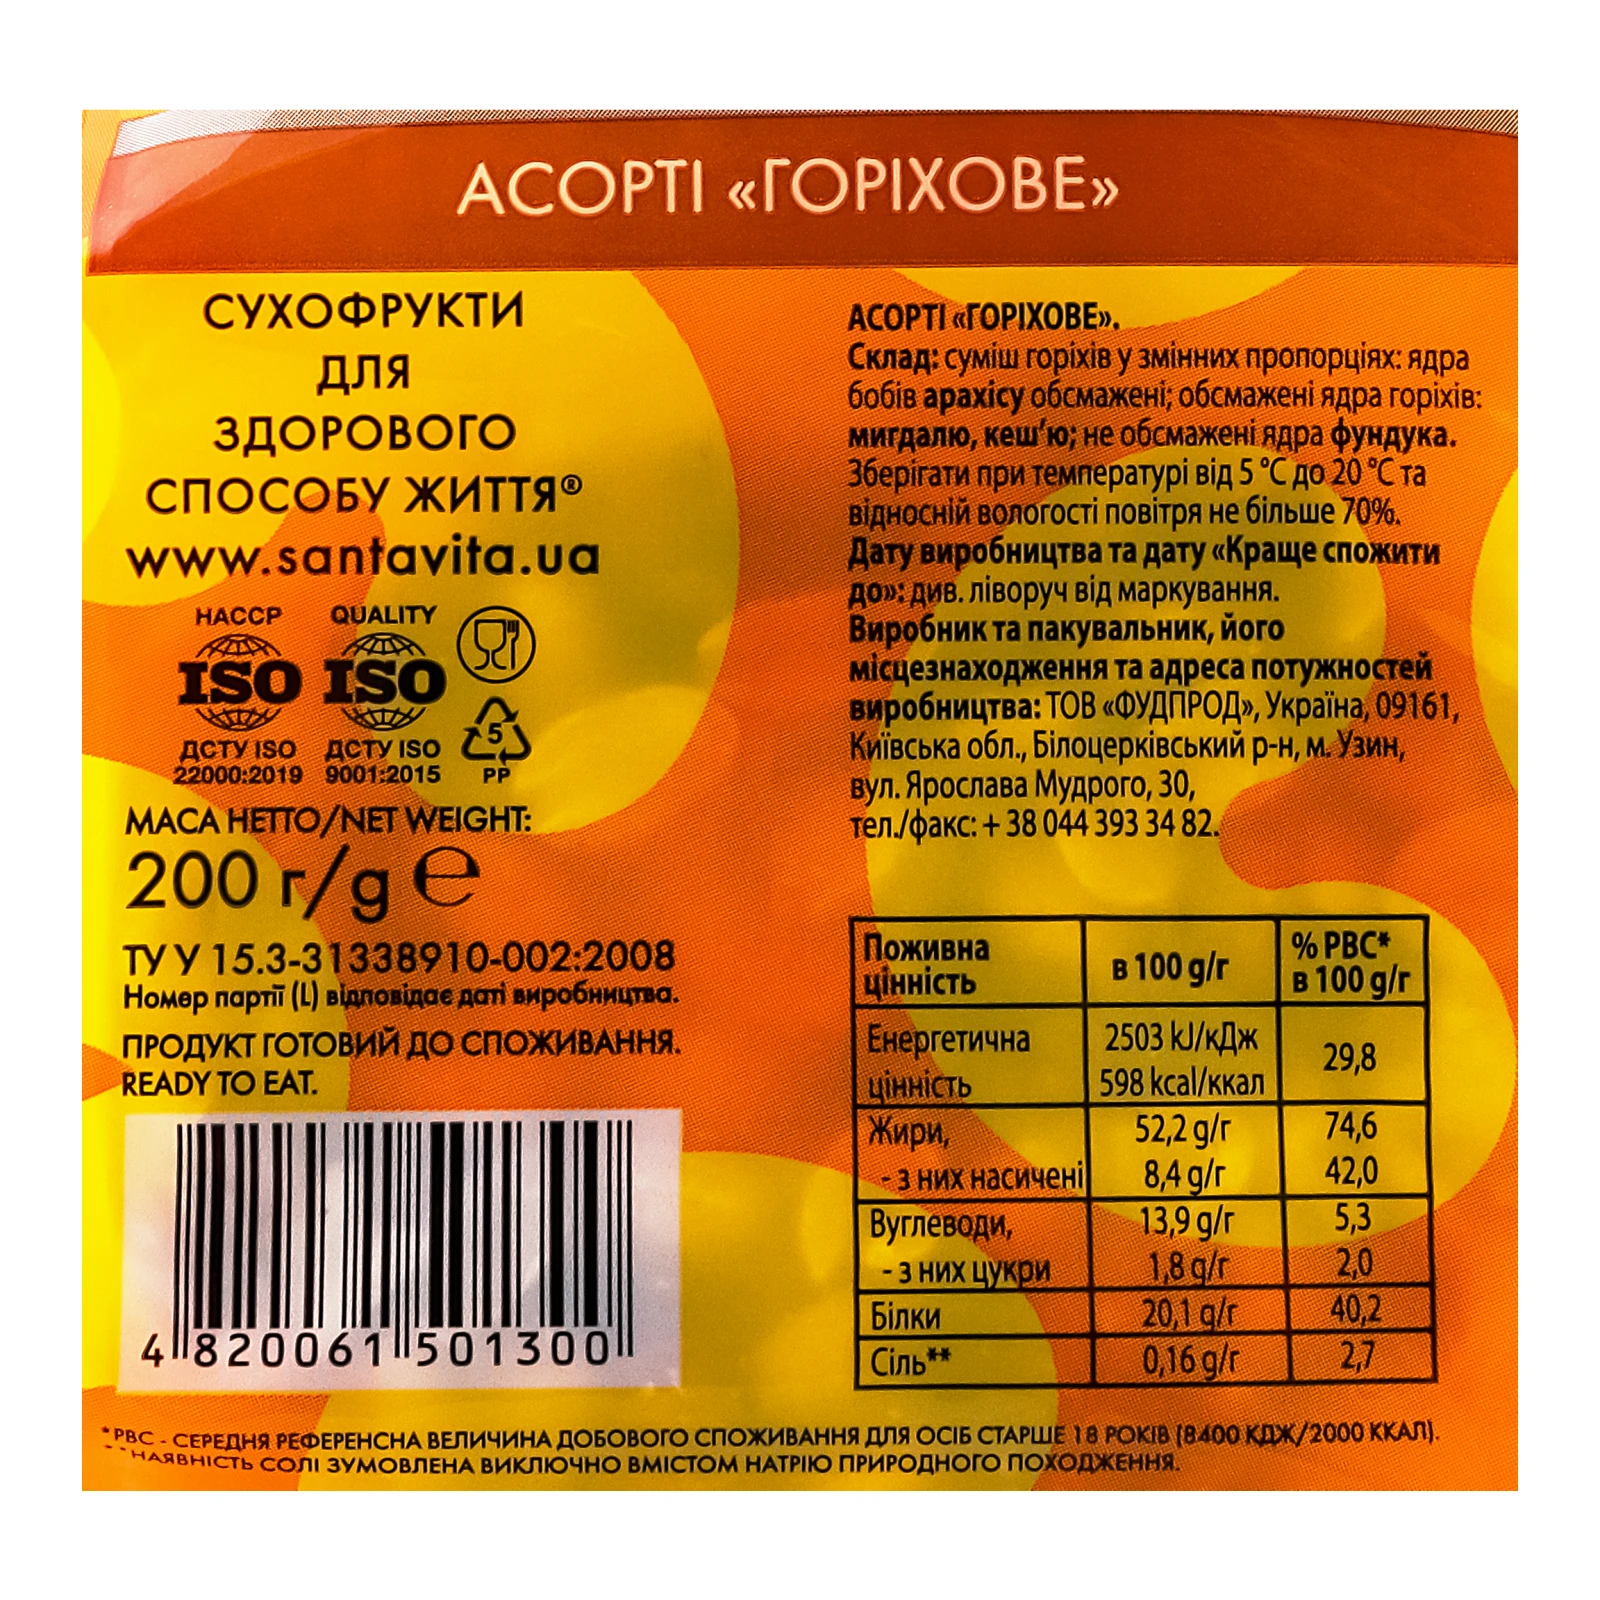 АСОРТІ «ГОРІХОВЕ»
СУХОФРУКТИ
ДЛЯ
ЗДОРОВОГО
СПОСОБУ ЖИТТЯ®
www.santavita.ua
HACCP QUALITY
ISO ISO
ДСТУ ISO ДСТУ ISO
22000:2019 9001:2015
5
PP
МАСА НЕТТО/NET WEIGHT:
200 г/g ℮
ТУ У 15.3-31338910-002:2008
Номер партії (L) відповідає даті виробництва.
ПРОДУКТ ГОТОВИЙ ДО СПОЖИВАННЯ.
READY TO EAT.
4 820061 501300
АСОРТІ «ГОРІХОВЕ».
Склад: суміш горіхів у змінних пропорціях: ядра
бобів арахісу обсмажені; обсмажені ядра горіхів:
мигдалю, кеш'ю; не обсмажені ядра фундука.
Зберігати при температурі від 5 °С до 20 °С та
відносній вологості повітря не більше 70%.
Дату виробництва та дату «Краще спожити
до»: див. ліворуч від маркування.
Виробник та пакувальник, його
місцезнаходження та адреса потужностей
виробництва: ТОВ «ФУДПРОД», Україна, 09161,
Київська обл., Білоцерківський р-н, м. Узин,
вул. Ярослава Мудрого, 30,
тел./факс: + 38 044 393 34 82.
Поживна цінність в 100 g/г % РВС* в 100 g/г
Енергетична цінність 2503 kJ/кДж 598 kcal/ккал 29,8
Жири, 52,2 g/г 74,6
- з них насичені 8,4 g/г 42,0
Вуглеводи, 13,9 g/г 5,3
- з них цукри 1,8 g/г 2,0
Білки 20,1 g/г 40,2
Сіль** 0,16 g/г 2,7
*РВС - СЕРЕДНЯ РЕФЕРЕНСНА ВЕЛИЧИНА ДОБОВОГО СПОЖИВАННЯ ДЛЯ ОСІБ СТАРШЕ 18 РОКІВ (8400 КДЖ/2000 ККАЛ).
**НАЯВНІСТЬ СОЛІ ЗУМОВЛЕНА ВИКЛЮЧНО ВМІСТОМ НАТРІЮ ПРИРОДНОГО ПОХОДЖЕННЯ.